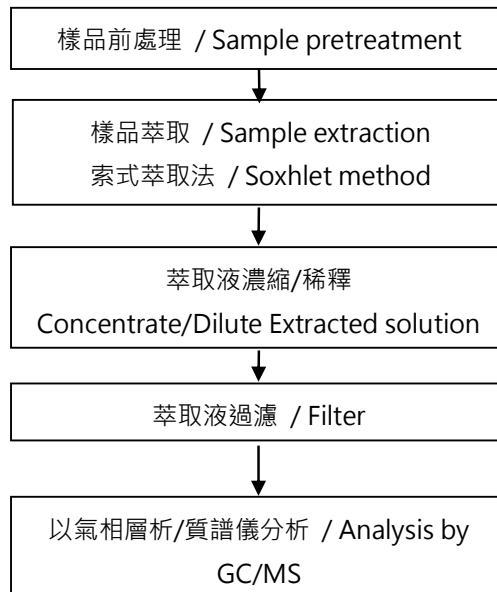 樣品前處理 / Sample pretreatment
樣品萃取 / Sample extraction
索式萃取法 / Soxhlet method
萃取液濃縮/稀釋
Concentrate/Dilute Extracted solution
萃取液過濾 / Filter
以氣相層析/質譜儀分析 / Analysis by
GC/MS